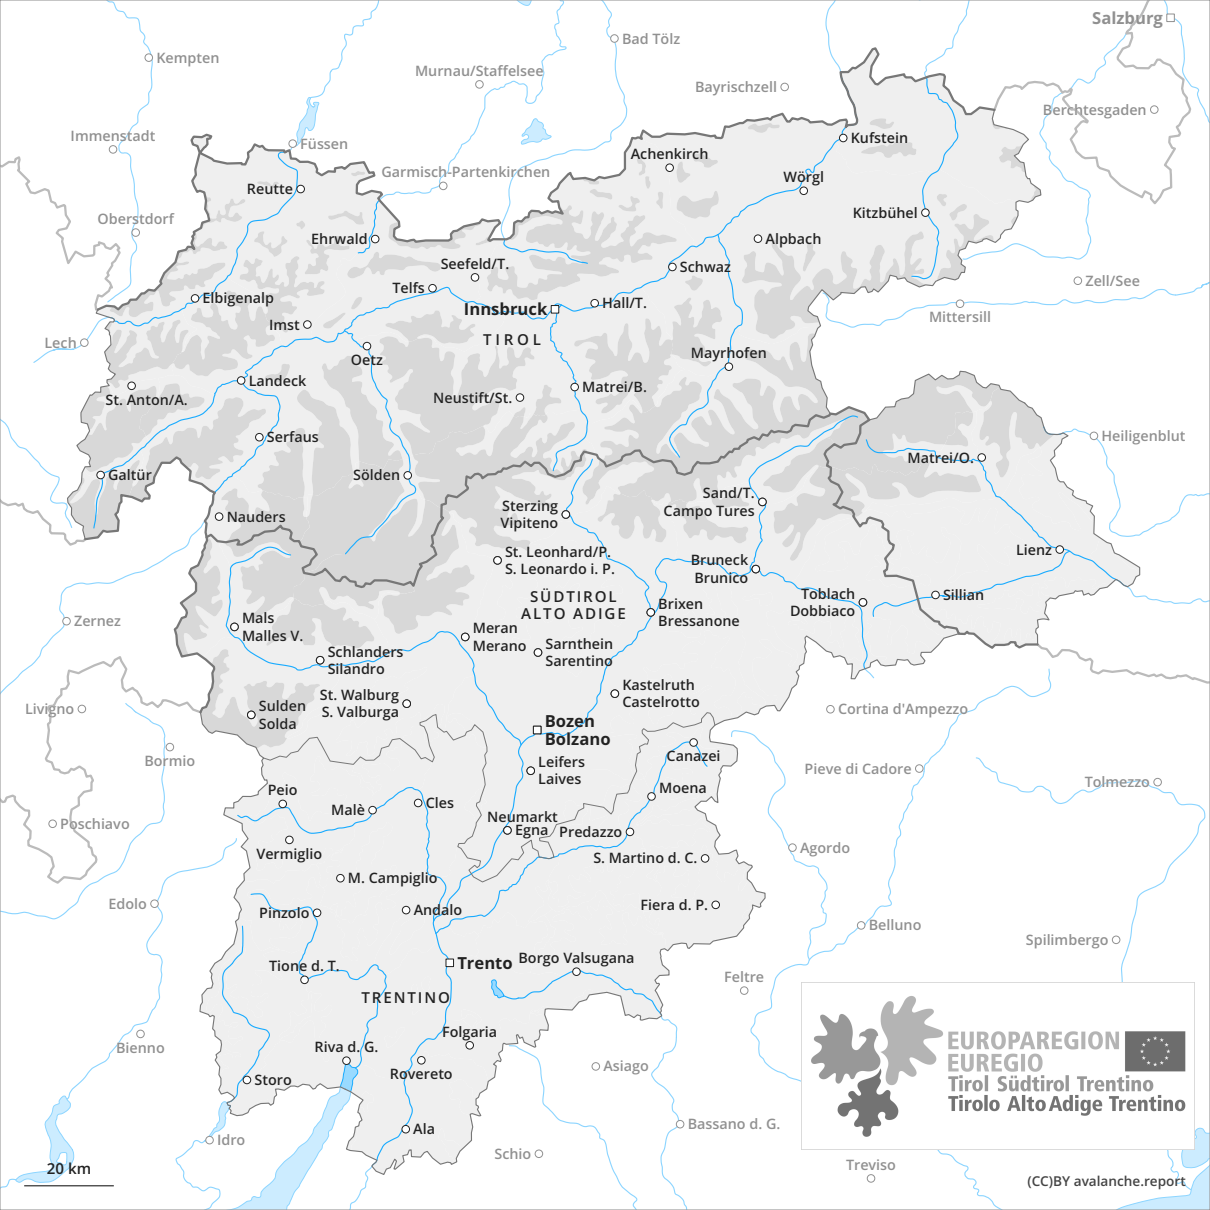 Salzburg
Bad Tölz
Kempten
Murnau/Staffelsee
Bayrischzell
Berchtesgaden
Immenstadt
Füssen
Kufstein
Achenkirch
Garmisch-Partenkirchen
Wörgl
Reutte
Oberstdorf
Kitzbühel
Ehrwald
Alpbach
Seefeld/T.
Schwaz
Zell/See
Telfs
Elbigenalp
Hall/T.
Innsbruck
Mittersill
Imst
TIROL
Lech
Oetz
Mayrhofen
Landeck
Matrei/B.
St. Anton/A.
Neustift/St.
Serfaus
Heiligenblut
Matrei/O.
Galtür
Sölden
Sand/T.
Campo Tures
Sterzing
Vipiteno
Nauders
St. Leonhard/P.
S. Leonardo i. P.
Lienz
Bruneck
Brunico
SÜDTIROL
ALTO ADIGE
Toblach
Dobbiaco
Sillian
Brixen
Bressanone
Zernez
Mals
Malles V.
Meran
Merano
Sarnthein
Sarentino
Schlanders
Silandro
Kastelruth
Castelrotto
St. Walburg
S. Valburga
Sulden
Solda
Livigno
Cortina d'Ampezzo
Bozen
Bolzano
Canazei
Bormio
Leifers
Laives
Pieve di Cadore
Tolmezzo
Peio
Moena
Malè
Cles
Neumarkt
Egna
Predazzo
Poschiavo
Vermiglio
Agordo
S. Martino d. C.
M. Campiglio
Edolo
Pinzolo
Andalo
Fiera d. P.
Belluno
Spilimbergo
Trento
Borgo Valsugana
Tione d. T.
Feltre
TRENTINO
Folgaria
Bienno
Riva d. G.
Rovereto
Asiago
Storo
EUROPAREGION
EUREGIO
Tirol Südtirol Trentino
Tirolo Alto Adige Trentino
Ala
Bassano d. G.
Idro
Schio
Treviso
20 km
(CC)BY avalanche.report